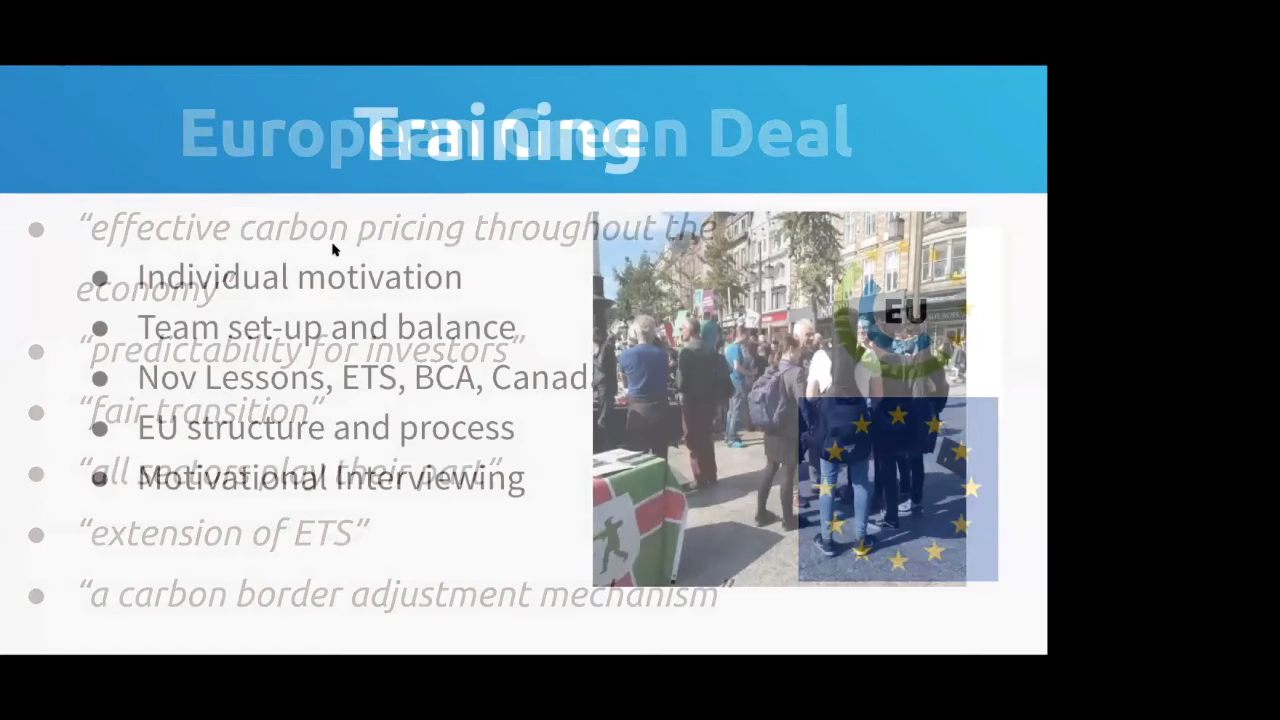 European Green Deal
Training
“effective carbon pricing throughout the
economy”
“predictability for investors”
“fair transition”
“all sectors play their part”
“extension of ETS”
“a carbon border adjustment mechanism”
Individual motivation
Team set-up and balance
Nov Lessons, ETS, BCA, Canad
EU structure and process
Motivational Interviewing
EU